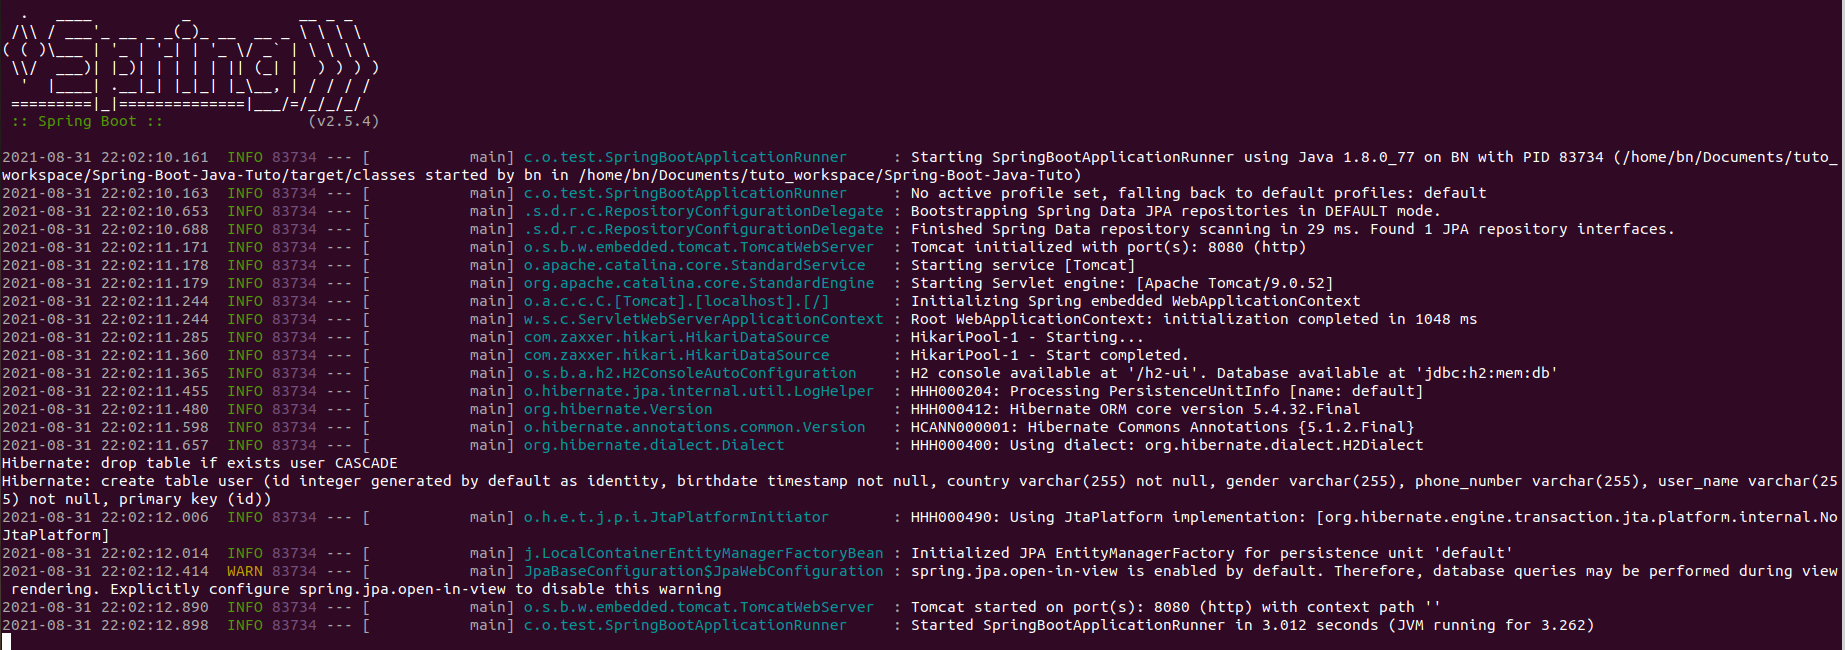 .   ____          _            __ _ _
 /\\ / ___'_ __ _ _(_)_ __  __ _ \ \ \ \
( ( )\___ | '_ | '_| | '_ \/ _` | \ \ \ \
 \\/  ___)| |_)| | | | | || (_| |  ) ) ) )
  '  |____| .__|_| |_|_| |_\__, | / / / /
 =========|_|==============|___/=/_/_/_/
 :: Spring Boot ::                (v2.5.4)

2021-08-31 22:02:10.161  INFO 83734 --- [           main] c.o.test.SpringBootApplicationRunner     : Starting SpringBootApplicationRunner using Java 1.8.0_77 on BN with PID 83734 (/home/bn/Documents/tuto_
workspace/Spring-Boot-Java-Tuto/target/classes started by bn in /home/bn/Documents/tuto_workspace/Spring-Boot-Java-Tuto)
2021-08-31 22:02:10.163  INFO 83734 --- [           main] c.o.test.SpringBootApplicationRunner     : No active profile set, falling back to default profiles: default
2021-08-31 22:02:10.653  INFO 83734 --- [           main] .s.d.r.c.RepositoryConfigurationDelegate : Bootstrapping Spring Data JPA repositories in DEFAULT mode.
2021-08-31 22:02:10.688  INFO 83734 --- [           main] .s.d.r.c.RepositoryConfigurationDelegate : Finished Spring Data repository scanning in 29 ms. Found 1 JPA repository interfaces.
2021-08-31 22:02:11.171  INFO 83734 --- [           main] o.s.b.w.embedded.tomcat.TomcatWebServer  : Tomcat initialized with port(s): 8080 (http)
2021-08-31 22:02:11.178  INFO 83734 --- [           main] o.apache.catalina.core.StandardService   : Starting service [Tomcat]
2021-08-31 22:02:11.179  INFO 83734 --- [           main] org.apache.catalina.core.StandardEngine  : Starting Servlet engine: [Apache Tomcat/9.0.52]
2021-08-31 22:02:11.244  INFO 83734 --- [           main] o.a.c.c.C.[Tomcat].[localhost].[/]       : Initializing Spring embedded WebApplicationContext
2021-08-31 22:02:11.244  INFO 83734 --- [           main] w.s.c.ServletWebServerApplicationContext : Root WebApplicationContext: initialization completed in 1048 ms
2021-08-31 22:02:11.285  INFO 83734 --- [           main] com.zaxxer.hikari.HikariDataSource       : HikariPool-1 - Starting...
2021-08-31 22:02:11.360  INFO 83734 --- [           main] com.zaxxer.hikari.HikariDataSource       : HikariPool-1 - Start completed.
2021-08-31 22:02:11.365  INFO 83734 --- [           main] o.s.b.a.h2.H2ConsoleAutoConfiguration    : H2 console available at '/h2-ui'. Database available at 'jdbc:h2:mem:db'
2021-08-31 22:02:11.455  INFO 83734 --- [           main] o.hibernate.jpa.internal.util.LogHelper  : HHH000204: Processing PersistenceUnitInfo [name: default]
2021-08-31 22:02:11.480  INFO 83734 --- [           main] org.hibernate.Version                    : HHH000412: Hibernate ORM core version 5.4.32.Final
2021-08-31 22:02:11.598  INFO 83734 --- [           main] o.hibernate.annotations.common.Version   : HCANN000001: Hibernate Commons Annotations {5.1.2.Final}
2021-08-31 22:02:11.657  INFO 83734 --- [           main] org.hibernate.dialect.Dialect            : HHH000400: Using dialect: org.hibernate.dialect.H2Dialect
Hibernate: drop table if exists user CASCADE
Hibernate: create table user (id integer generated by default as identity, birthdate timestamp not null, country varchar(255) not null, gender varchar(255), phone_number varchar(255), user_name varchar(25
5) not null, primary key (id))
2021-08-31 22:02:12.006  INFO 83734 --- [           main] o.h.e.t.j.p.i.JtaPlatformInitiator       : HHH000490: Using JtaPlatform implementation: [org.hibernate.engine.transaction.jta.platform.internal.No
JtaPlatform]
2021-08-31 22:02:12.014  INFO 83734 --- [           main] j.LocalContainerEntityManagerFactoryBean : Initialized JPA EntityManagerFactory for persistence unit 'default'
2021-08-31 22:02:12.414  WARN 83734 --- [           main] JpaBaseConfiguration$JpaWebConfiguration : spring.jpa.open-in-view is enabled by default. Therefore, database queries may be performed during view
 rendering. Explicitly configure spring.jpa.open-in-view to disable this warning
2021-08-31 22:02:12.890  INFO 83734 --- [           main] o.s.b.w.embedded.tomcat.TomcatWebServer  : Tomcat started on port(s): 8080 (http) with context path ''
2021-08-31 22:02:12.898  INFO 83734 --- [           main] c.o.test.SpringBootApplicationRunner     : Started SpringBootApplicationRunner in 3.012 seconds (JVM running for 3.262)